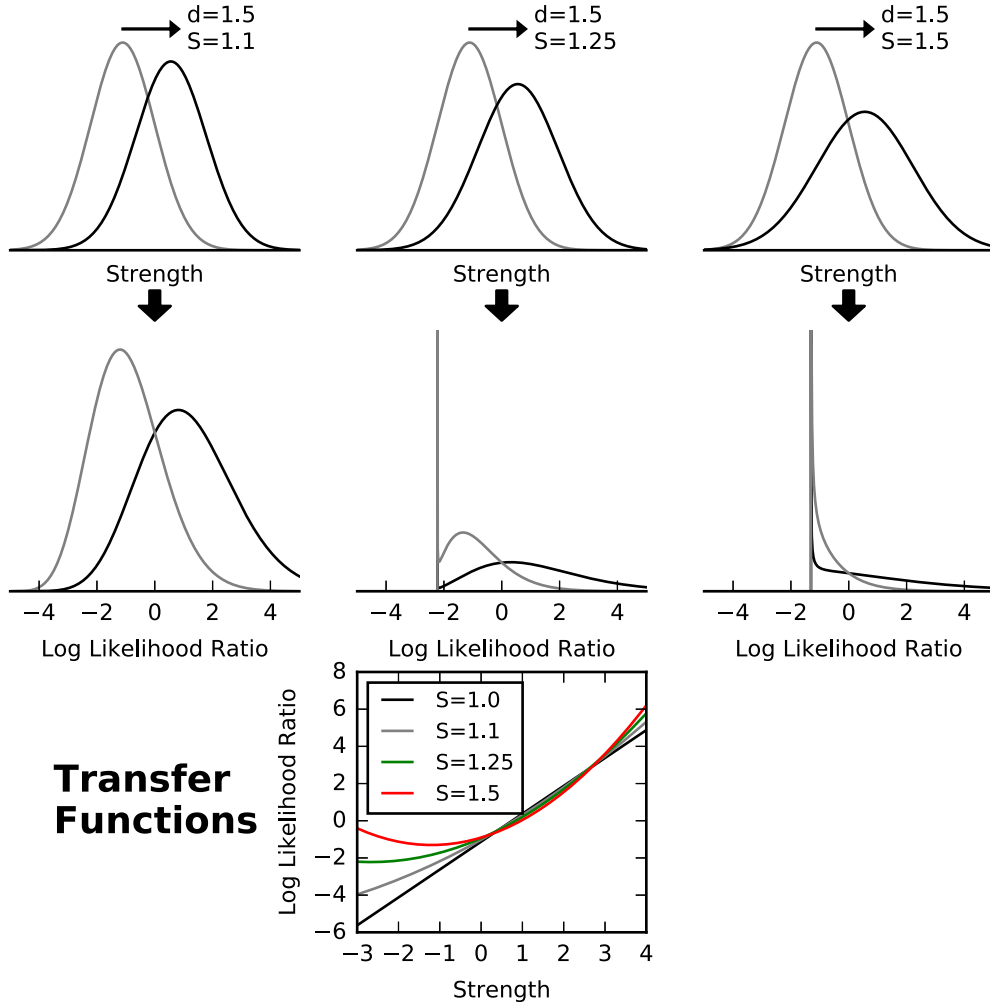 d=1.5
S=1.1
d=1.5
S=1.25
d=1.5
S=1.5
Strength
Strength
Strength
−4 −2 0 2 4
Log Likelihood Ratio
−4 −2 0 2 4
Log Likelihood Ratio
−4 −2 0 2 4
Log Likelihood Ratio
Transfer
Functions
Log Likelihood Ratio
8
6
4
2
0
−2
−4
−6
S=1.0
S=1.1
S=1.25
S=1.5
−3 −2 −1 0 1 2 3 4
Strength